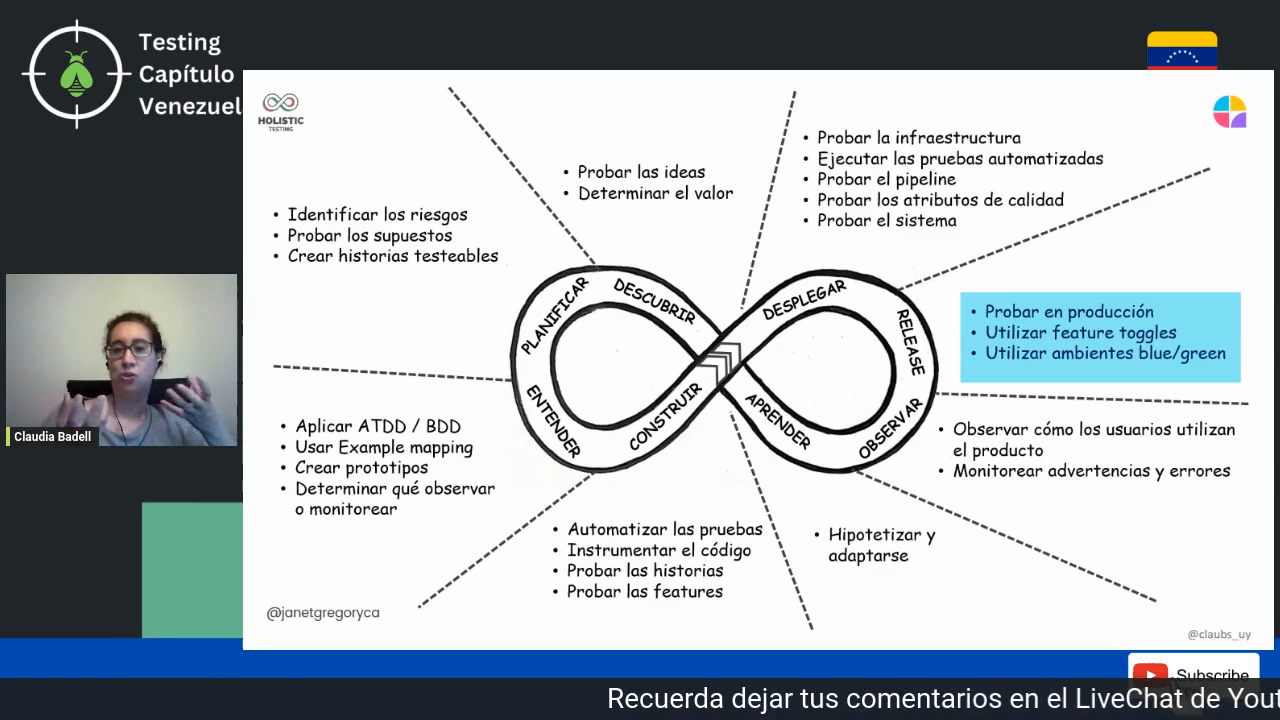 Testing
Capítulo
Venezuel
HOLISTIC
TESTING
• Identificar los riesgos
• Probar los supuestos
• Crear historias testeables
• Probar las ideas
• Determinar el valor
• Probar la infraestructura
• Ejecutar las pruebas automatizadas
• Probar el pipeline
• Probar los atributos de calidad
• Probar el sistema
• Probar en producción
• Utilizar feature toggles
• Utilizar ambientes blue/green
PLANIFICAR
DESCUBRIR
DESPLEGAR
RELEASE
ENTENDER
CONSTRUIR
APRENDER
OBSERVAR
• Aplicar ATDD / BDD
• Usar Example mapping
• Crear prototipos
• Determinar qué observar
o monitorear
• Observar cómo los usuarios utilizan
el producto
• Monitorear advertencias y errores
• Automatizar las pruebas
• Instrumentar el código
• Probar las historias
• Probar las features
• Hipotetizar y
adaptarse
@janetgregoryca
@claubs_uy
Claudia Badell
Subscribe
Recuerda dejar tus comentarios en el LiveChat de Yout